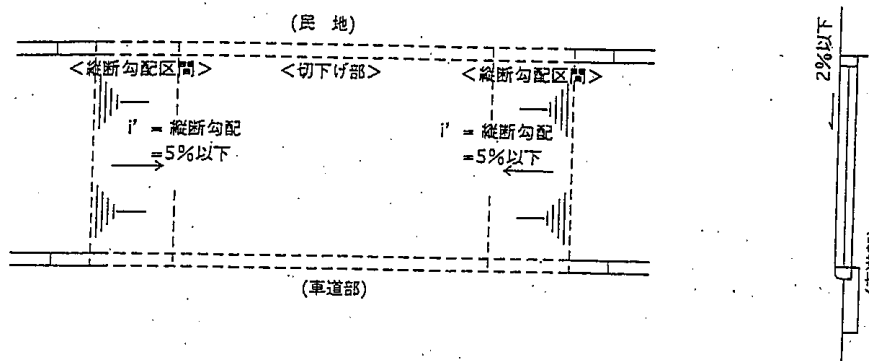 (民 地)
<縦断勾配区間>
<切下げ部>
<縦断勾配区間>
i' = 縦断勾配
=5%以下
i' = 縦断勾配
=5%以下
(車道部)
2%以下